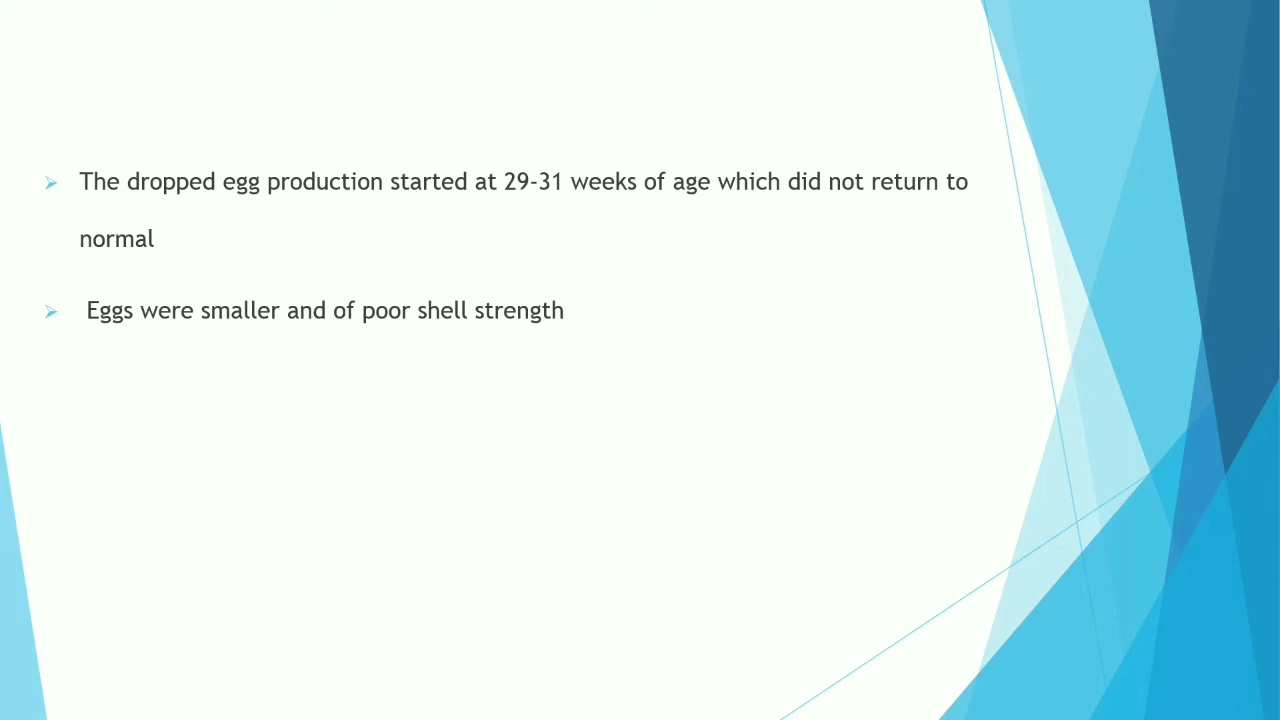 The dropped egg production started at 29-31 weeks of age which did not return to
normal
Eggs were smaller and of poor shell strength